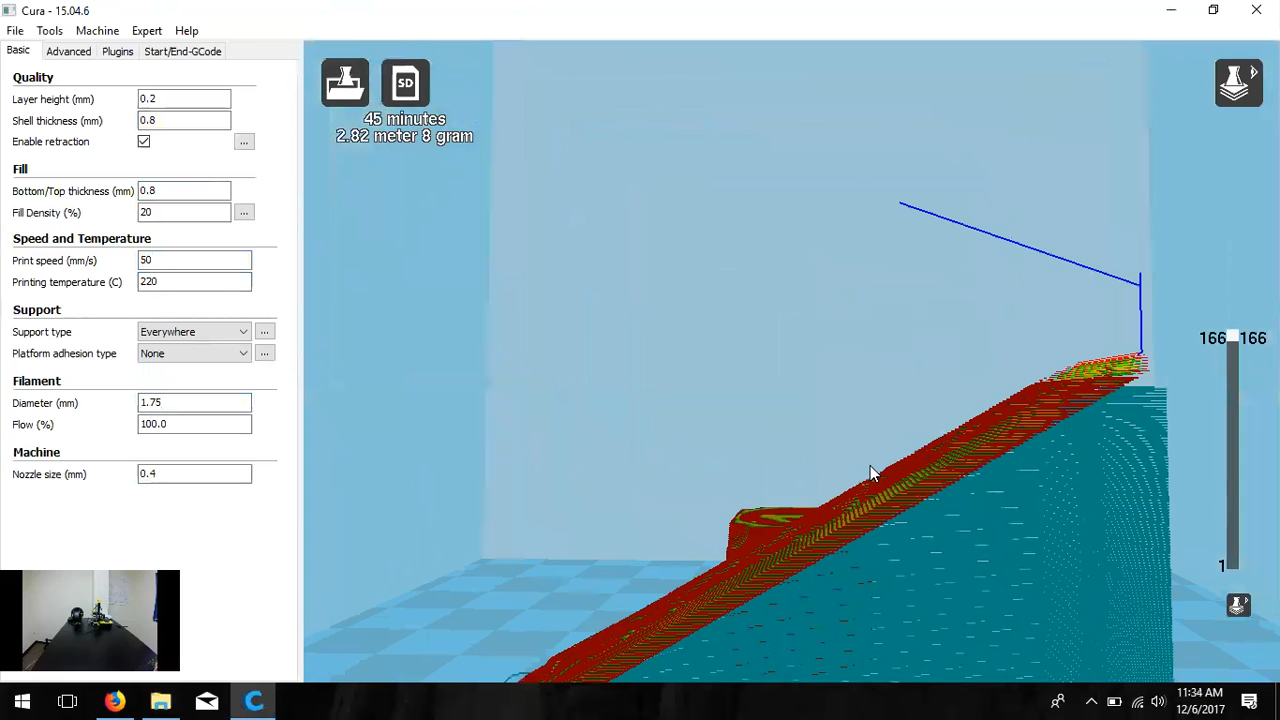 Cura - 15.04.6
File Tools Machine Expert Help
Basic Advanced Plugins Start/End-GCode
Quality
Layer height (mm) 0.2
Shell thickness (mm) 0.8
Enable retraction ...
Fill
Bottom/Top thickness (mm) 0.8
Fill Density (%) 20 ...
Speed and Temperature
Print speed (mm/s) 50
Printing temperature (C) 220
Support
Support type Everywhere ...
Platform adhesion type None ...
Filament
Diameter (mm) 1.75
Flow (%) 100.0
Machine
Nozzle size (mm) 0.4
SD
45 minutes
2.82 meter 8 gram
166 166
1
11:34 AM
12/6/2017